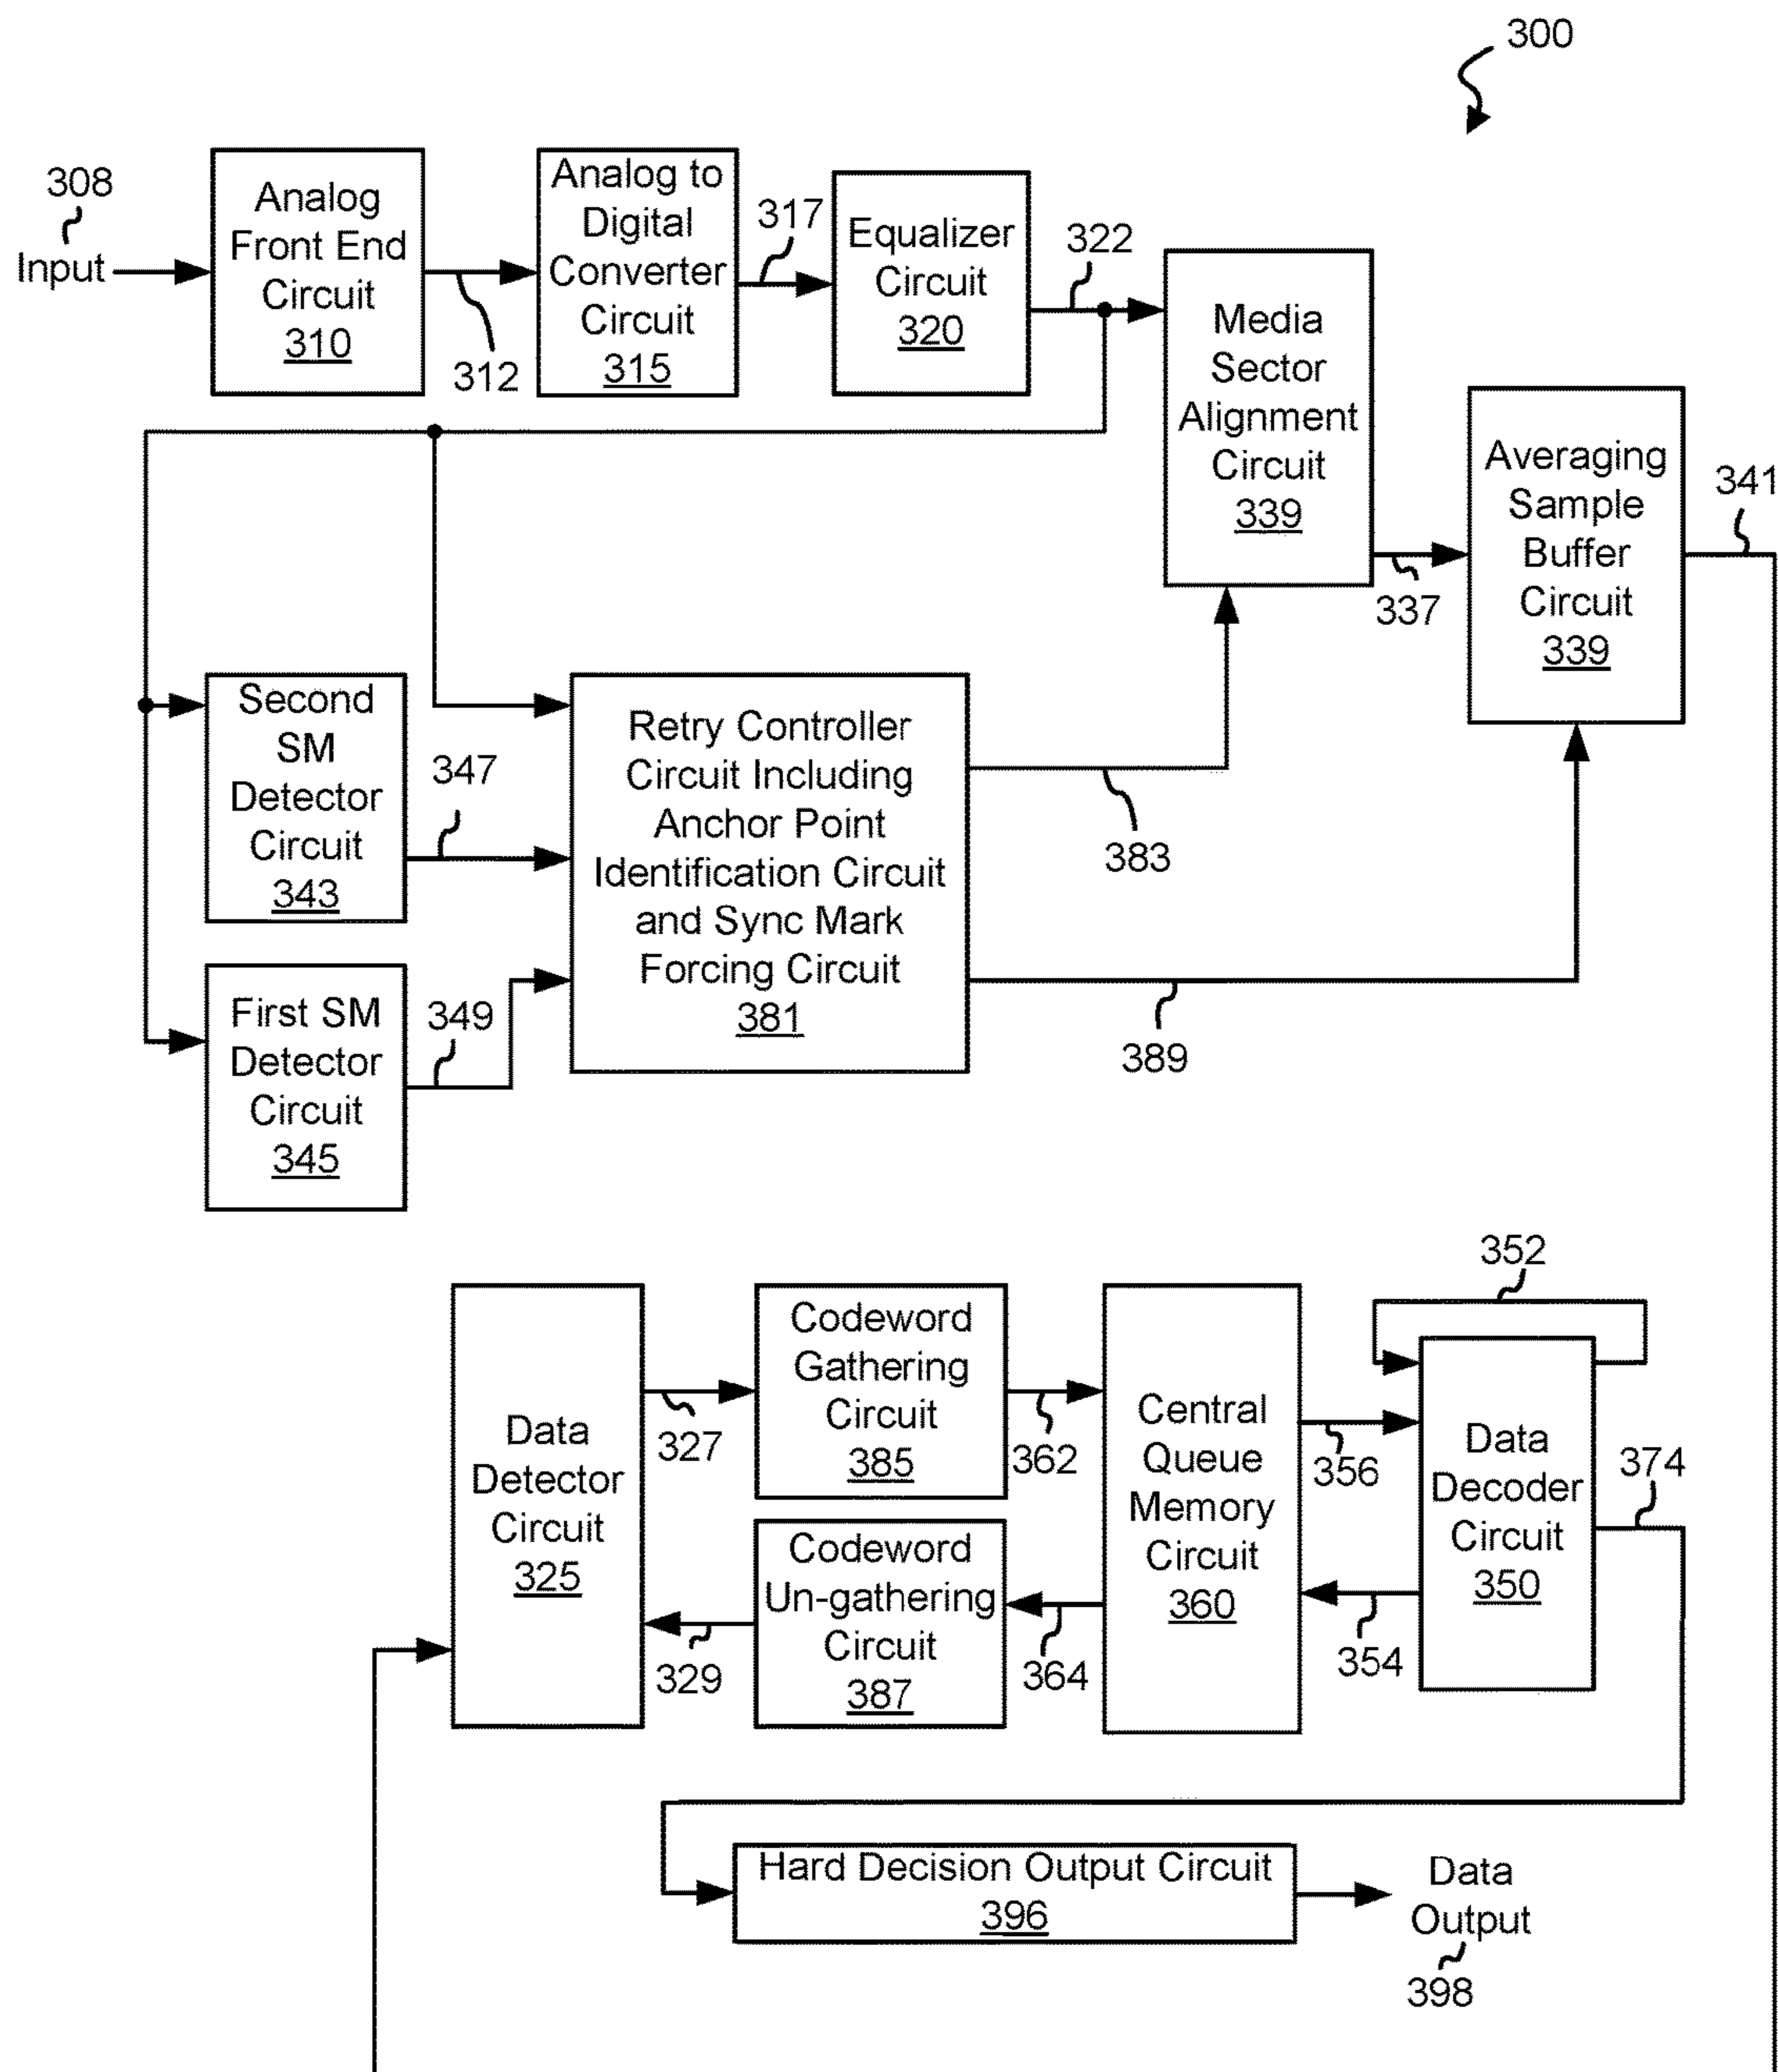 300
308
Input
Analog
Front End
Circuit
310
312
Analog to
Digital
Converter
Circuit
315
317
Equalizer
Circuit
320
322
Media
Sector
Alignment
Circuit
339
337
Averaging
Sample
Buffer
Circuit
339
341
Second
SM
Detector
Circuit
343
347
First SM
Detector
Circuit
345
349
Retry Controller
Circuit Including
Anchor Point
Identification Circuit
and Sync Mark
Forcing Circuit
381
383
389
Data
Detector
Circuit
325
327
329
Codeword
Gathering
Circuit
385
362
Codeword
Un-gathering
Circuit
387
364
Central
Queue
Memory
Circuit
360
356
354
352
Data
Decoder
Circuit
350
374
Hard Decision Output Circuit
396
Data
Output
398